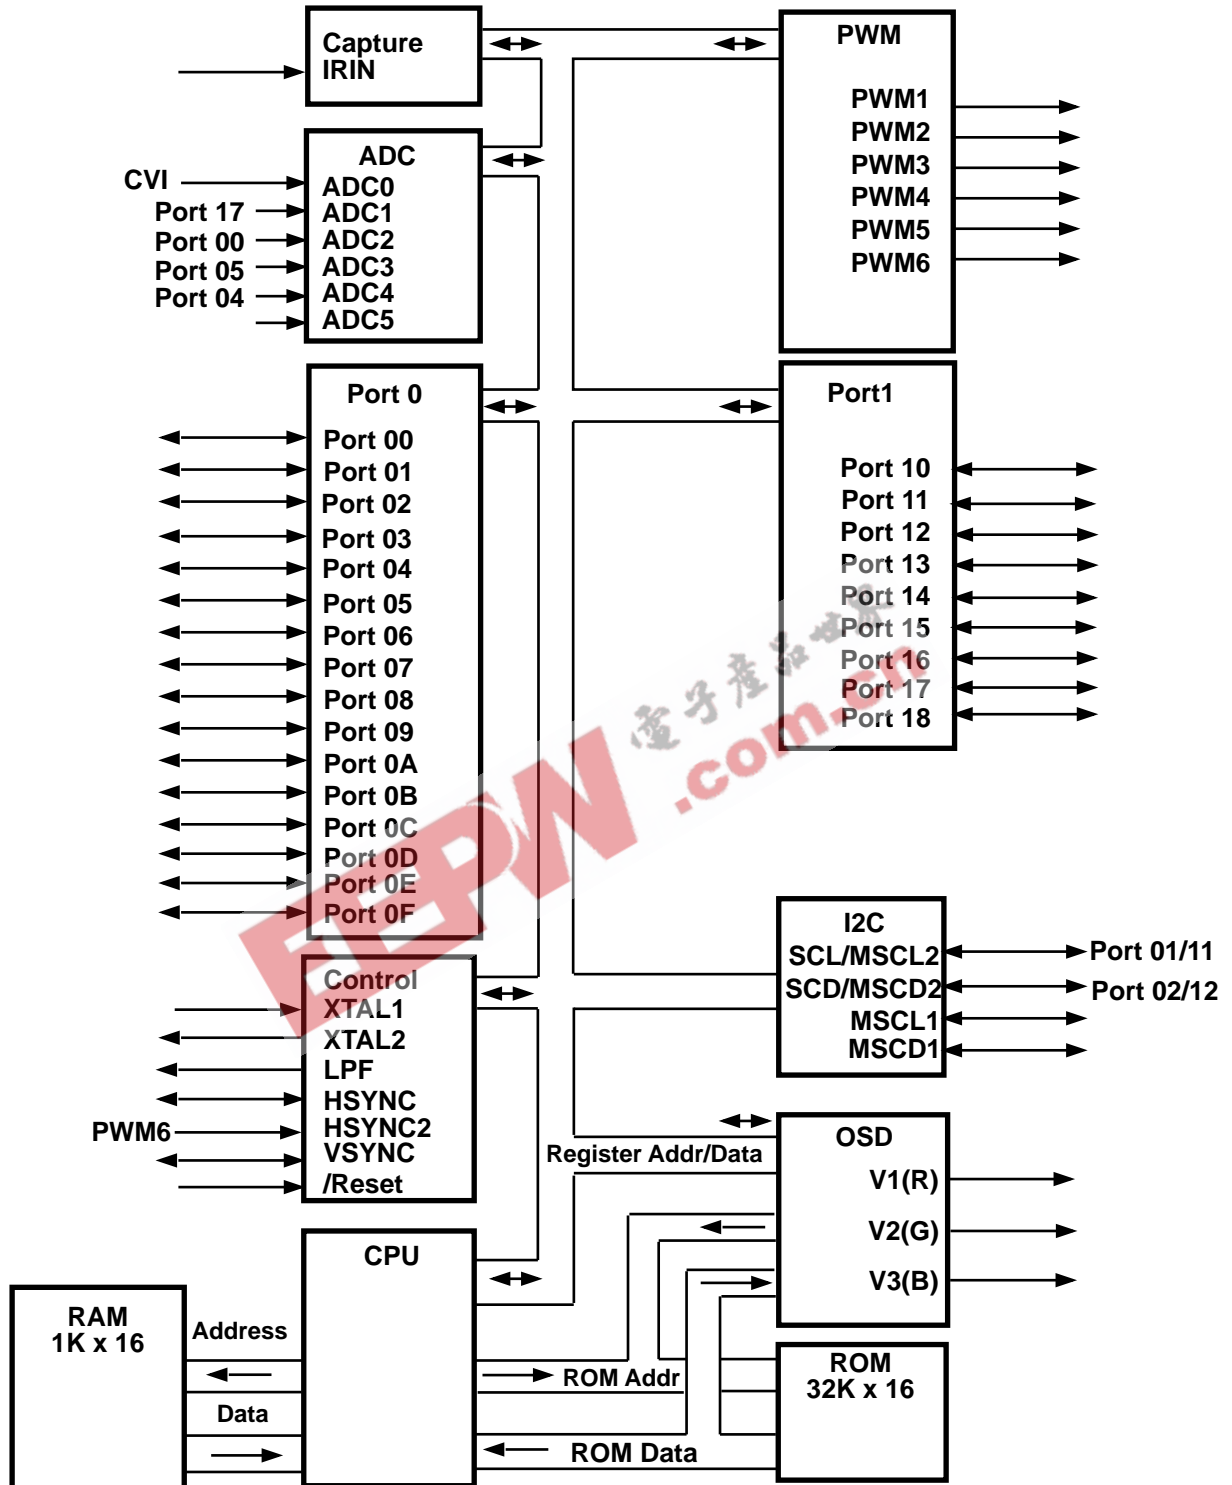 Capture
IRIN
PWM
PWM1
PWM2
PWM3
PWM4
PWM5
PWM6
ADC
CVI
ADC0
Port 17
ADC1
Port 00
ADC2
Port 05
ADC3
Port 04
ADC4
ADC5
Port 0
Port 00
Port 01
Port 02
Port 03
Port 04
Port 05
Port 06
Port 07
Port 08
Port 09
Port 0A
Port 0B
Port 0C
Port 0D
Port 0E
Port 0F
Port1
Port 10
Port 11
Port 12
Port 13
Port 14
Port 15
Port 16
Port 17
Port 18
EEPW
電子產品世界
.com.cn
Control
XTAL1
XTAL2
LPF
HSYNC
PWM6
HSYNC2
VSYNC
/Reset
I2C
SCL/MSCL2
Port 01/11
SCD/MSCD2
Port 02/12
MSCL1
MSCD1
Register Addr/Data
OSD
V1(R)
V2(G)
V3(B)
CPU
RAM
1K x 16
Address
Data
ROM Addr
ROM Data
ROM
32K x 16